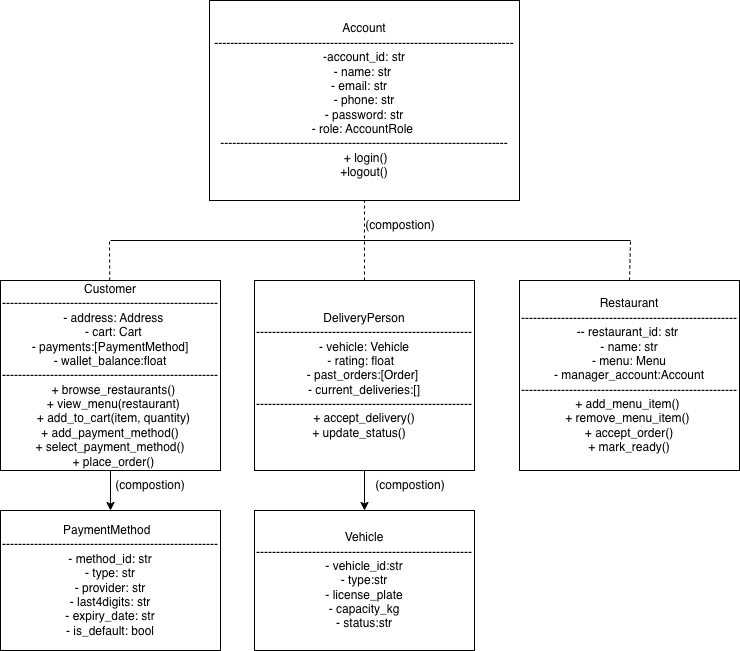 Account
-account_id: str
- name: str
- email: str
- phone: str
- password: str
- role: AccountRole
+ login()
+logout()
(compostion)
Customer
- address: Address
- cart: Cart
- payments:[PaymentMethod]
- wallet_balance:float
+ browse_restaurants()
+ view_menu(restaurant)
+ add_to_cart(item, quantity)
+ add_payment_method()
+ select_payment_method()
+ place_order()
DeliveryPerson
- vehicle: Vehicle
- rating: float
- past_orders:[Order]
- current_deliveries:[]
+ accept_delivery()
+ update_status()
Restaurant
-- restaurant_id: str
- name: str
- menu: Menu
- manager_account:Account
+ add_menu_item()
+ remove_menu_item()
+ accept_order()
+ mark_ready()
(compostion)
(compostion)
PaymentMethod
- method_id: str
- type: str
- provider: str
- last4digits: str
- expiry_date: str
- is_default: bool
Vehicle
- vehicle_id:str
- type:str
- license_plate
- capacity_kg
- status:str